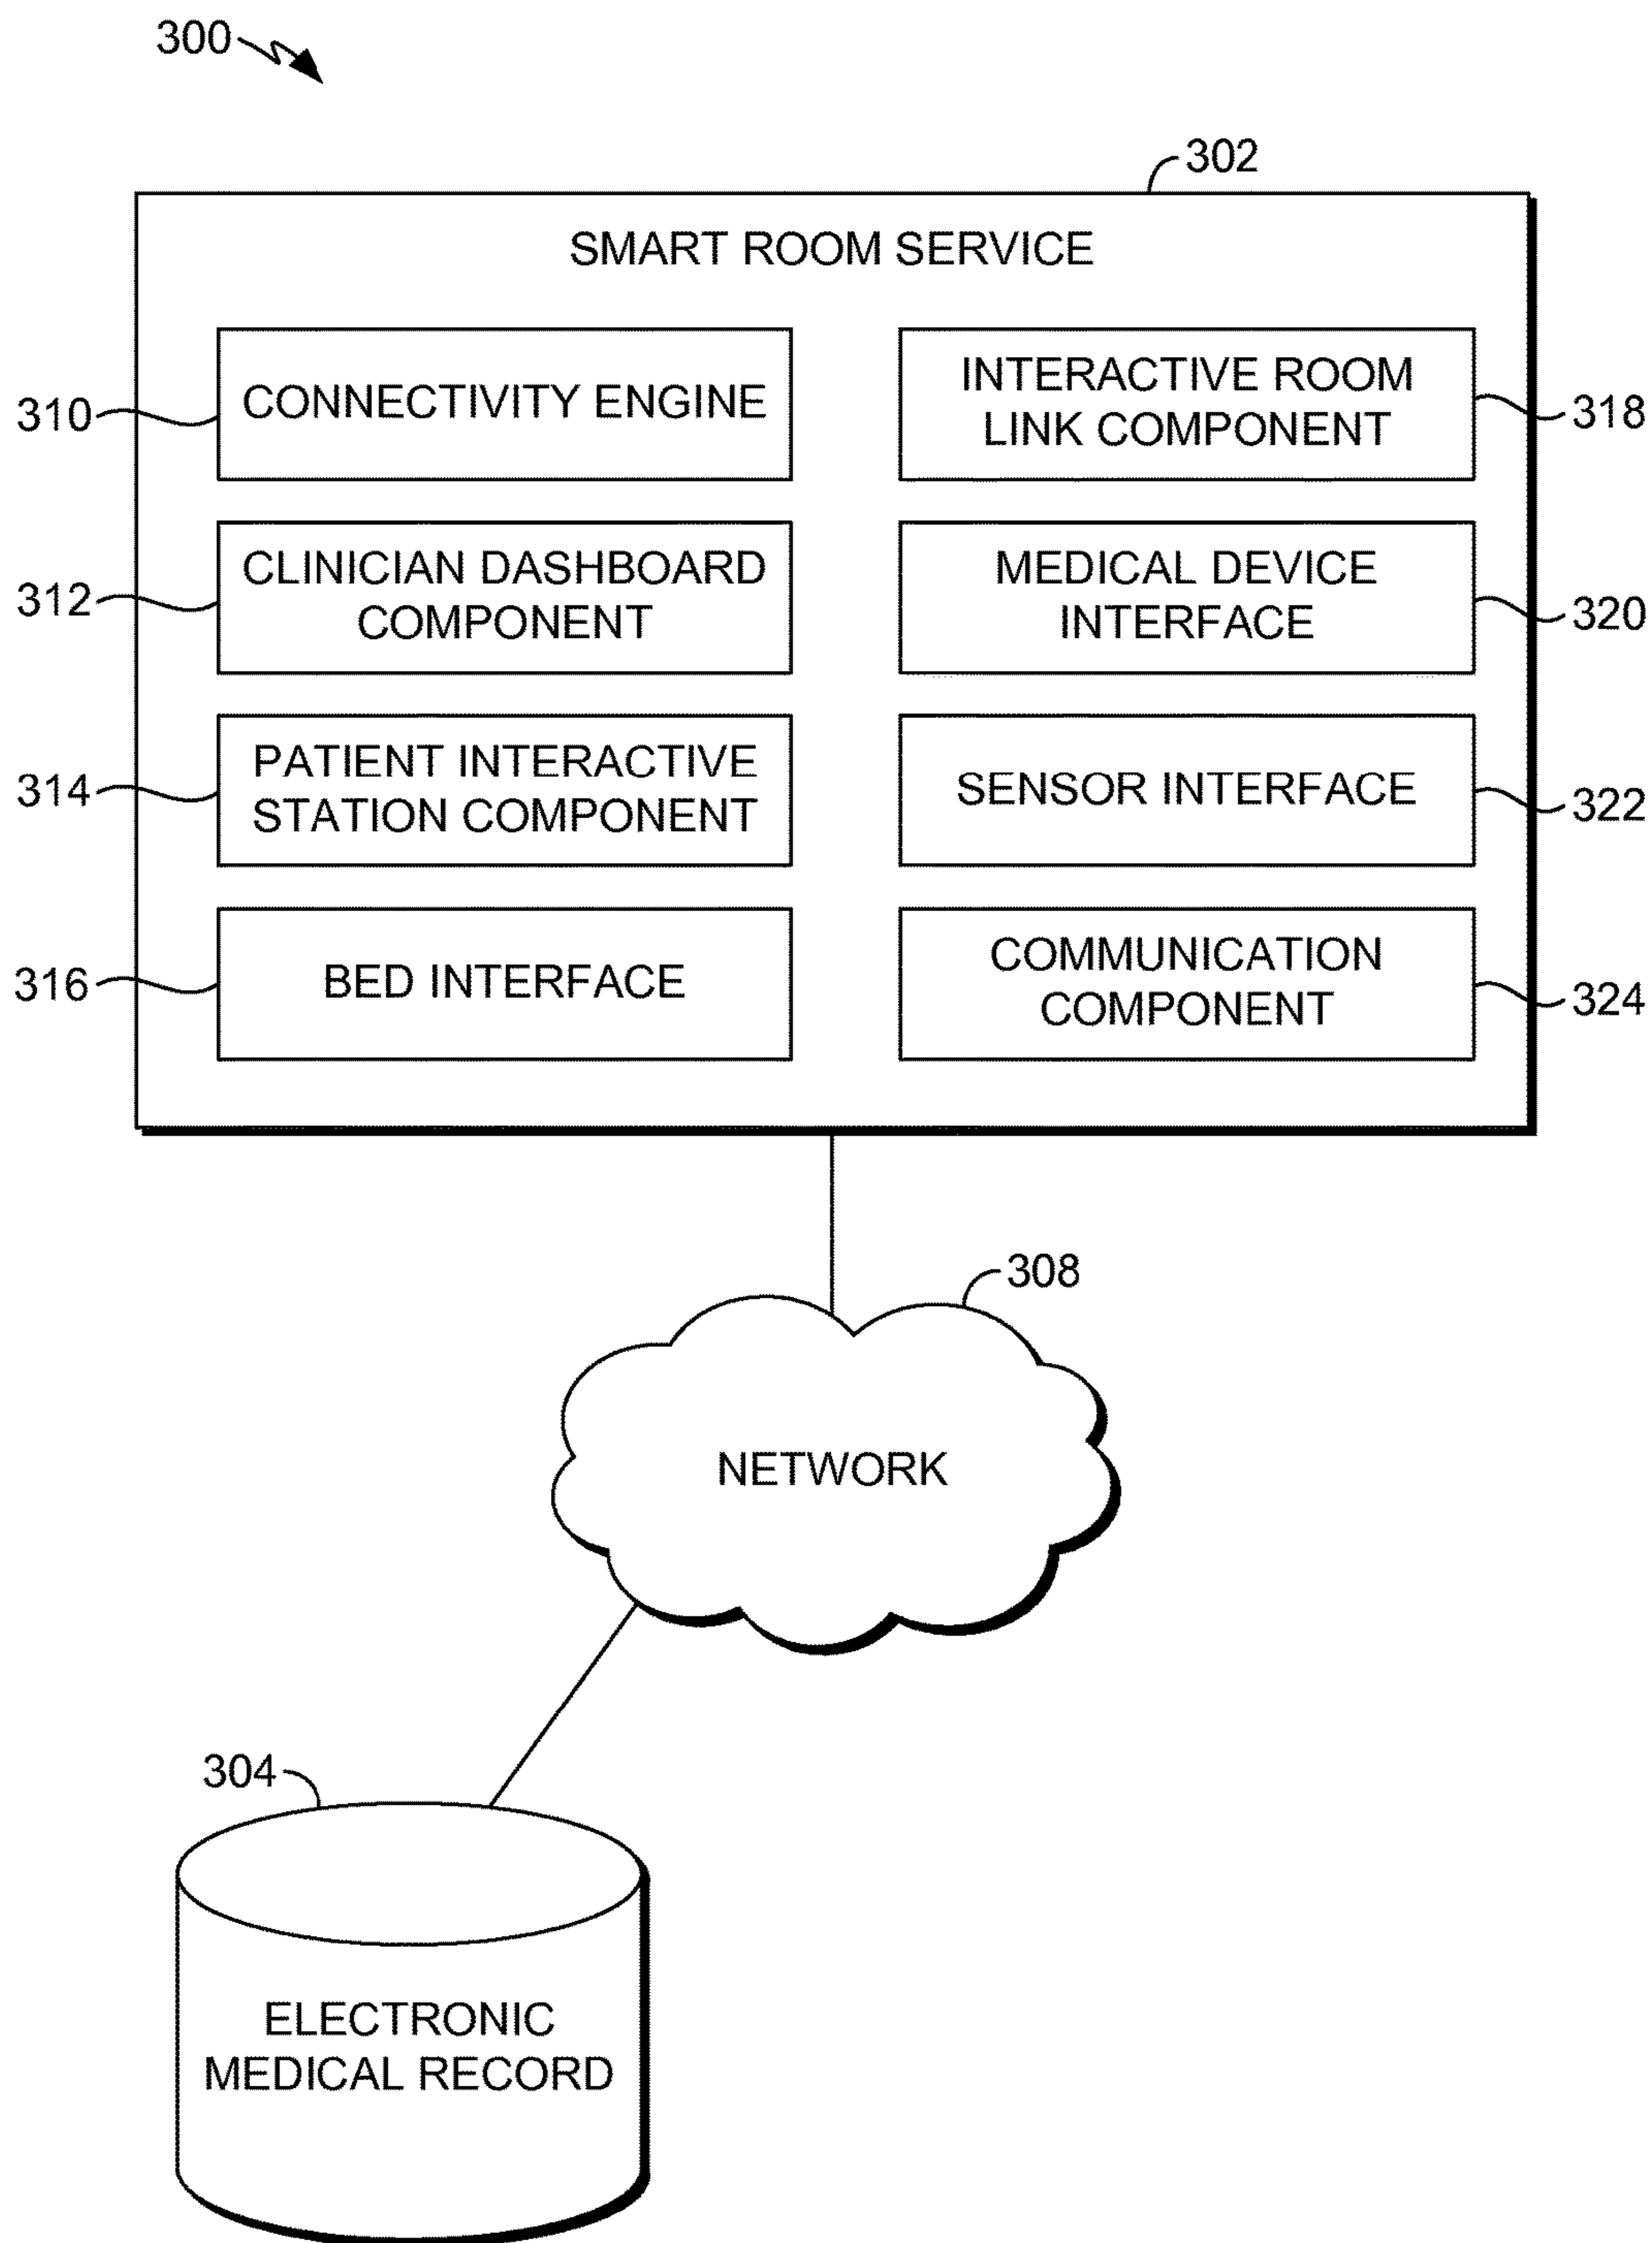 300
302
SMART ROOM SERVICE
310
CONNECTIVITY ENGINE
INTERACTIVE ROOM
LINK COMPONENT
318
312
CLINICIAN DASHBOARD
COMPONENT
MEDICAL DEVICE
INTERFACE
320
314
PATIENT INTERACTIVE
STATION COMPONENT
SENSOR INTERFACE
322
316
BED INTERFACE
COMMUNICATION
COMPONENT
324
308
NETWORK
304
ELECTRONIC
MEDICAL RECORD